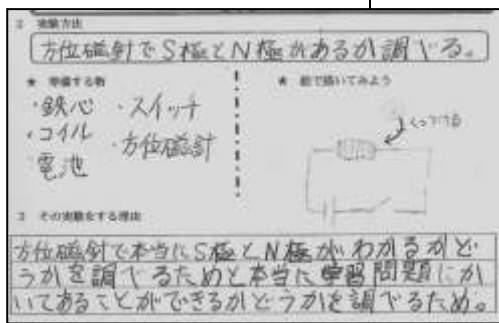 2 実験方法
方位磁針でS極とN極があるか調べる。
★ 準備する物
・鉄心 ・スイッチ
・コイル ・方位磁計
・電池
★ 絵で描いてみよう
くっつける
3 その実験をする理由
方位磁針で本当にS極とN極がわかるかど
うかを調べるためと本当に学習問題にか
いてあることができるかどうかを調べるため。